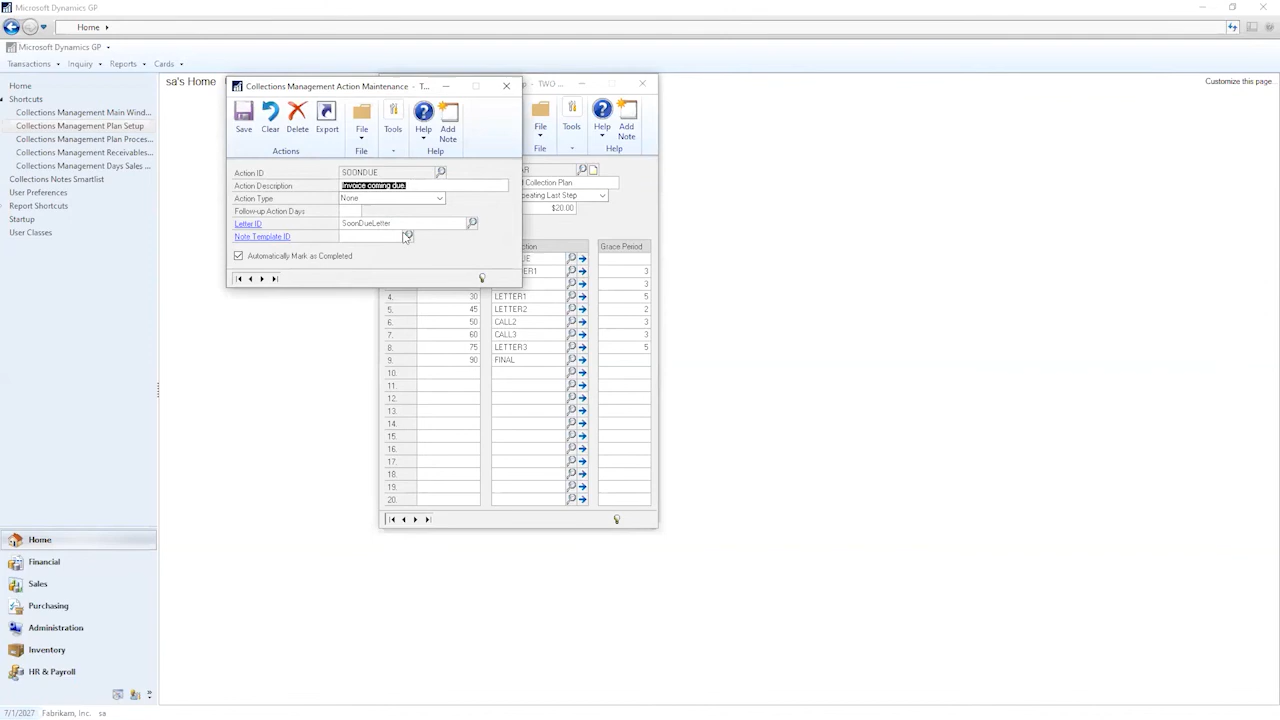 Microsoft Dynamics GP
Home
Microsoft Dynamics GP
Transactions Inquiry Reports Cards
Home
Shortcuts
Collections Management Main Wind...
Collections Management Plan Setup
Collections Management Plan Proces...
Collections Management Receivables...
Collections Management Days Sales ...
Collections Notes Smartlist
User Preferences
Report Shortcuts
Startup
User Classes
Home
Financial
Sales
Purchasing
Administration
Inventory
HR & Payroll
sa's Home
Customize this page...
Collections Management Action Maintenance - T...
Save Clear Delete Export File Tools Help Add Note
Actions File Help
Action ID SOONDUE
Action Description Invoice coming due.
Action Type None
Follow-up Action Days
Letter ID SoonDueLetter
Note Template ID
Automatically Mark as Completed
- TWO ...
File Tools Help Add Note
File Help
Collection Plan
peating Last Step
$20.00
Grace Period
3
3
4. 30 LETTER1 5
5. 45 LETTER2 2
6. 50 CALL2 3
7. 60 CALL3 3
8. 75 LETTER3 5
9. 90 FINAL
10.
11.
12.
13.
14.
15.
16.
17.
18.
19.
20.
7/1/2027 Fabrikam, Inc. sa